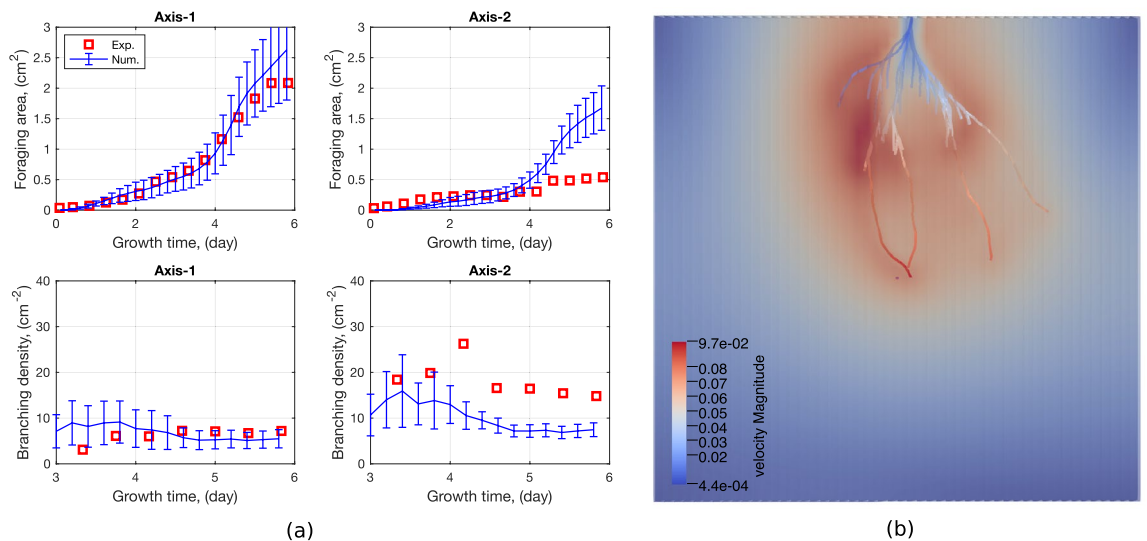 Axis-1
Foraging area, (cm²)
3
2.5
2
1.5
1
0.5
0
Exp.
Num.
0 2 4 6
Growth time, (day)
Axis-2
Foraging area, (cm²)
3
2.5
2
1.5
1
0.5
0
0 2 4 6
Growth time, (day)
Axis-1
Branching density, (cm⁻²)
40
30
20
10
0
3 4 5 6
Growth time, (day)
Axis-2
Branching density, (cm⁻²)
40
30
20
10
0
3 4 5 6
Growth time, (day)
(a)
9.7e-02
0.08
0.07
0.06
0.05
0.04
0.03
0.02
4.4e-04
velocity Magnitude
(b)